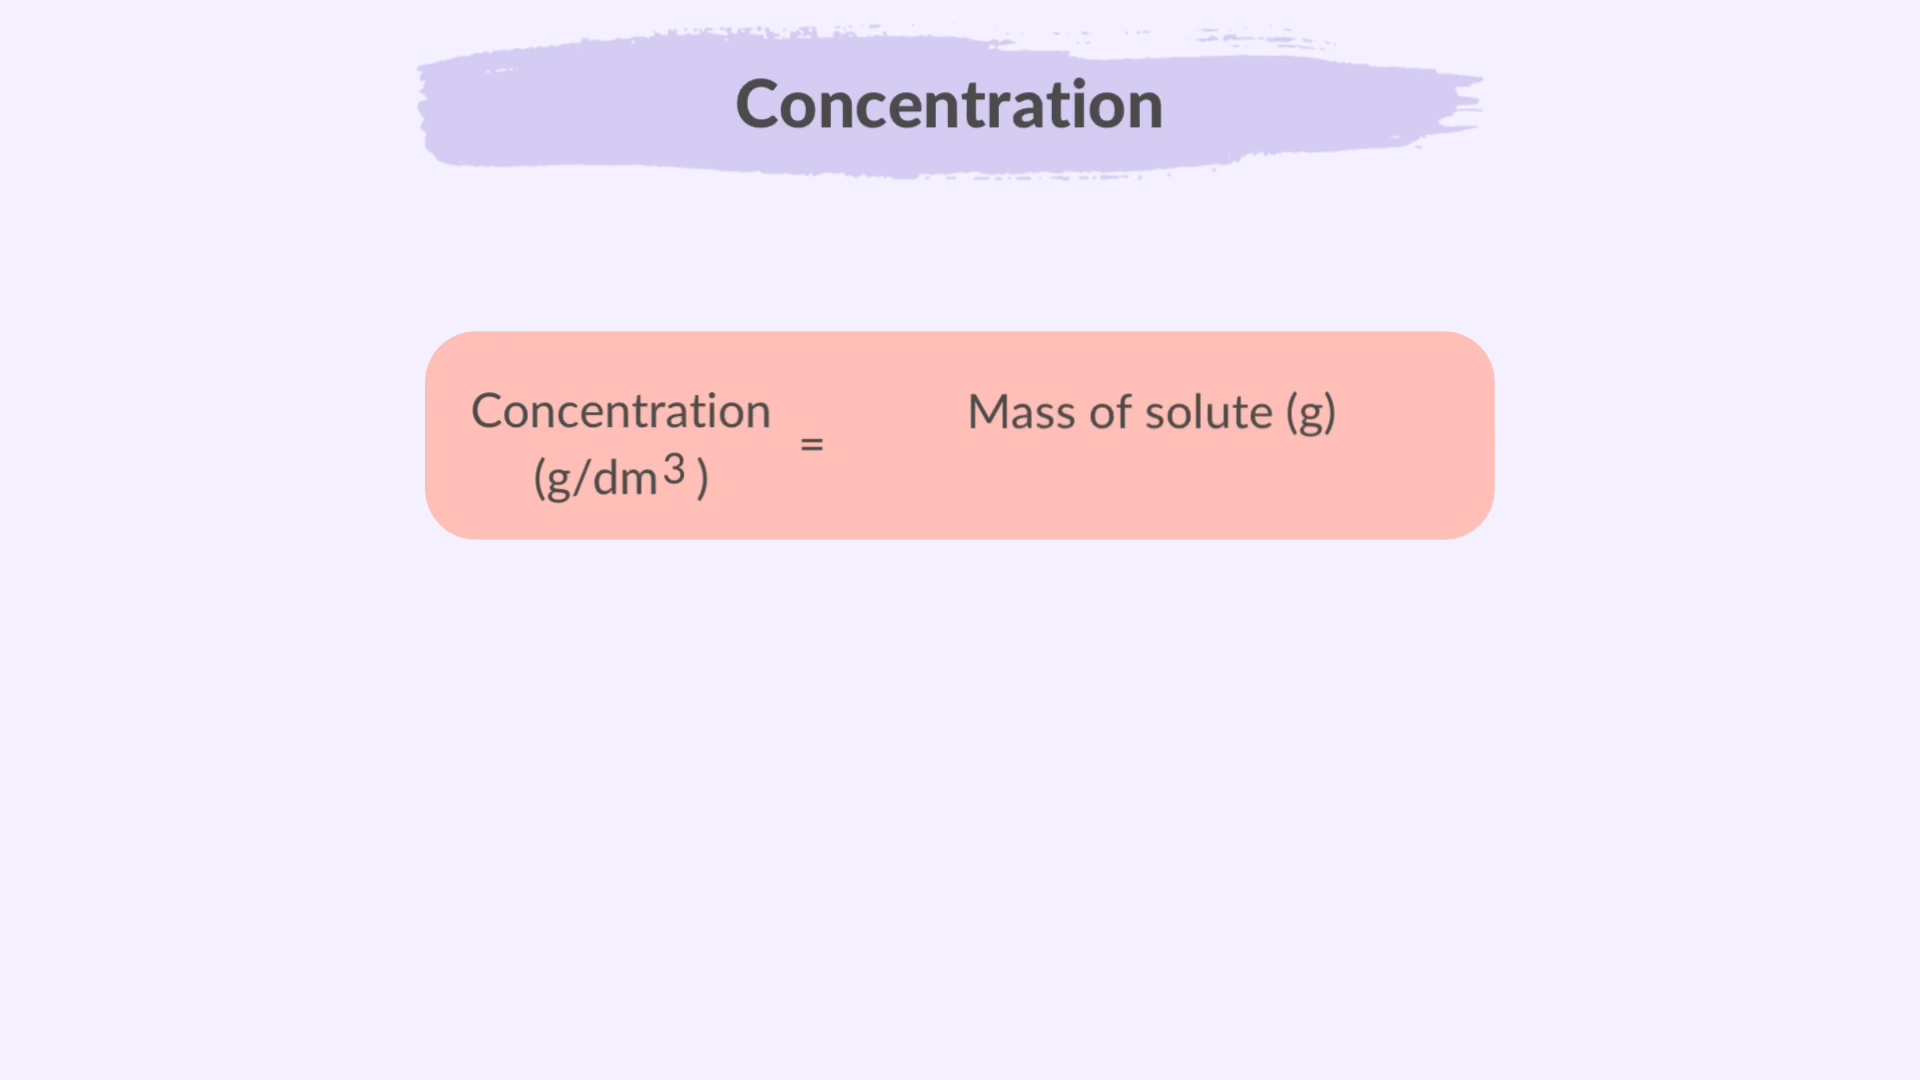 Concentration
Concentration
(g/dm³ )
=
Mass of solute (g)